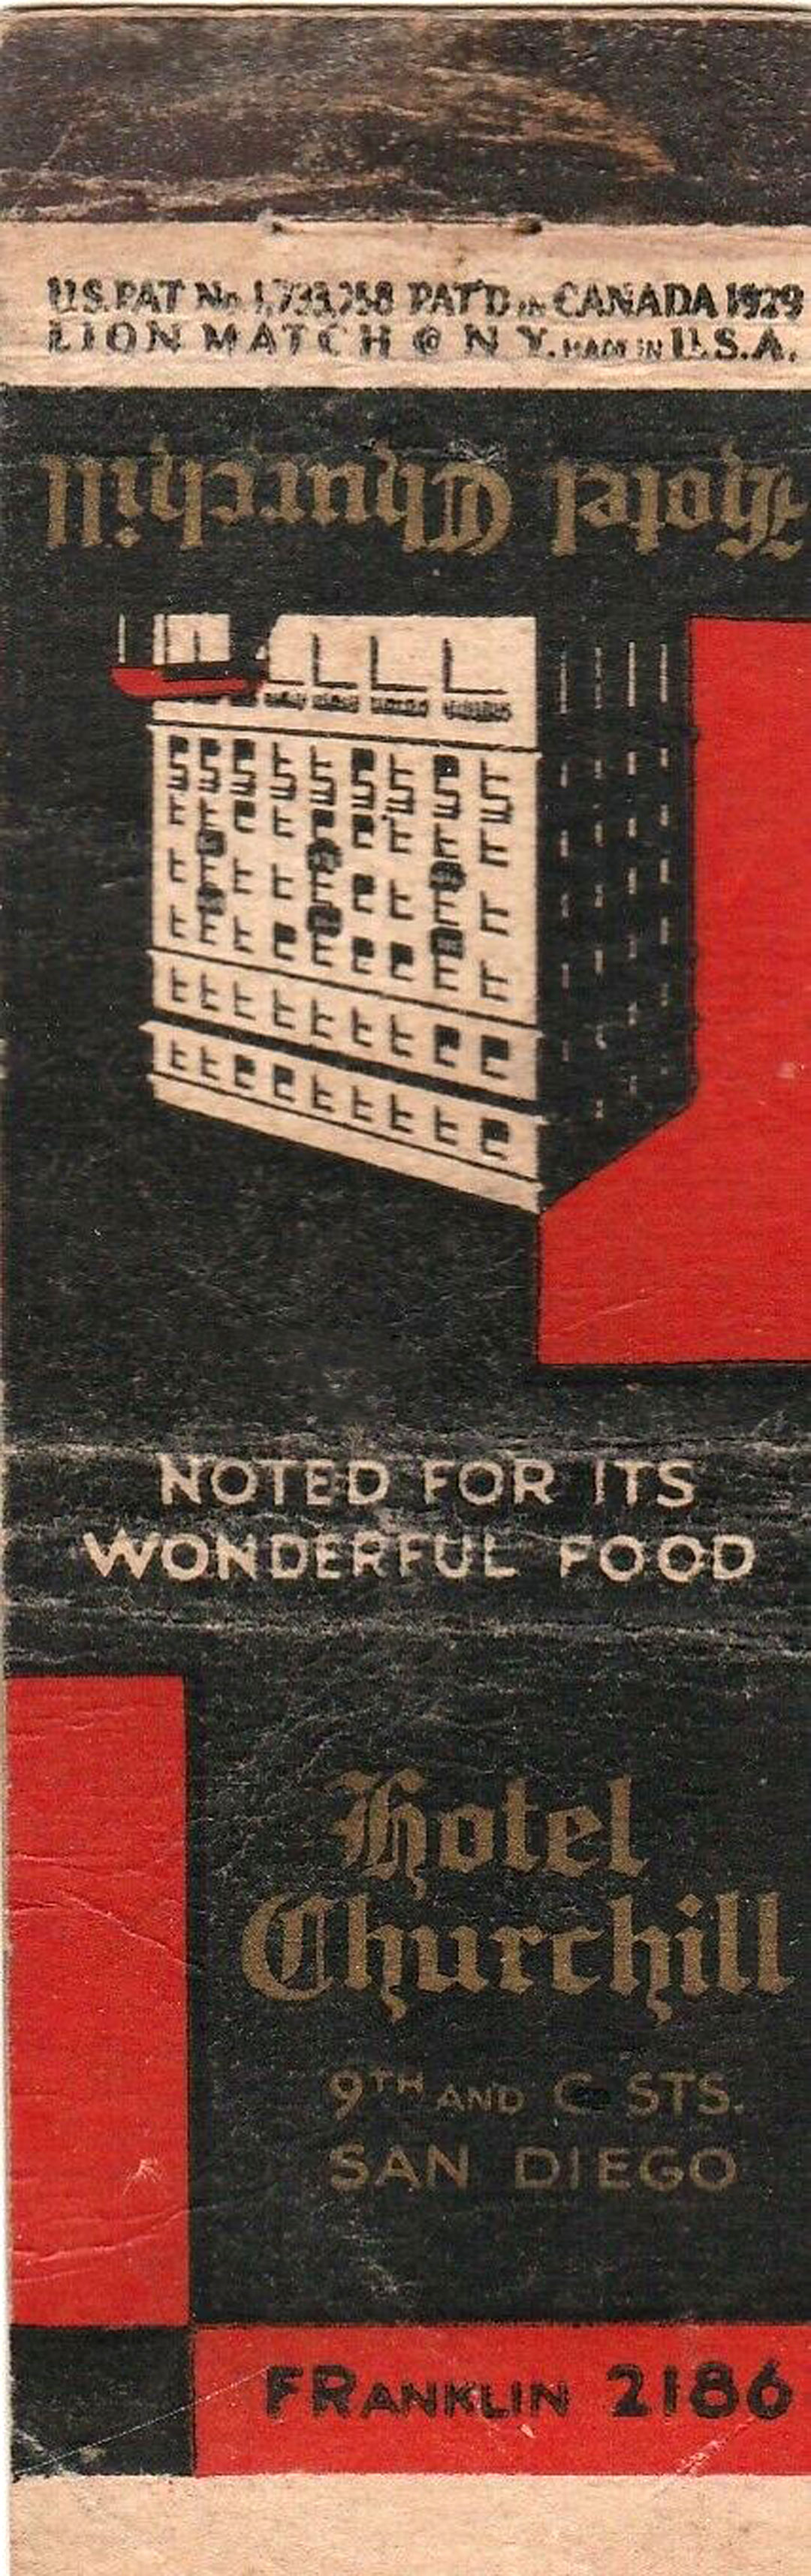 U.S. PAT No 1,733,758 PAT'D IN CANADA 1929
LION MATCH Co N.Y. MADE IN U.S.A.
Hotel Churchill
NOTED FOR ITS
WONDERFUL FOOD
Hotel
Churchill
9TH AND C STS.
SAN DIEGO
FRANKLIN 2186